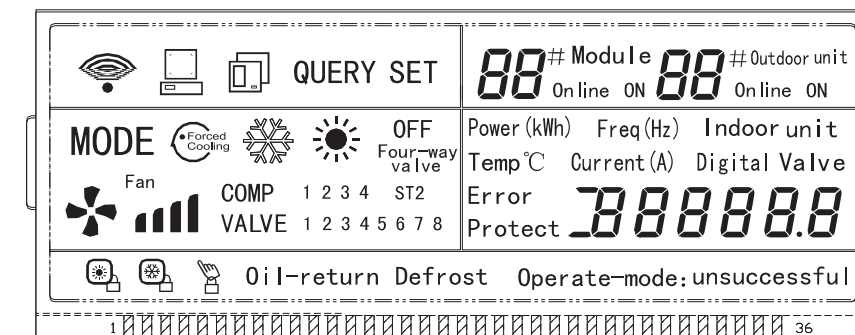 QUERY SET
88 # Module Online ON
88 # Outdoor unit Online ON
MODE Forced Cooling OFF
Four-way valve
Fan
COMP 1 2 3 4 ST2
VALVE 1 2 3 4 5 6 7 8
Power(kWh) Freq(Hz) Indoor unit
Temp℃ Current(A) Digital Valve
Error
Protect -88888.8
Oil-return Defrost Operate-mode:unsuccessful
1 36